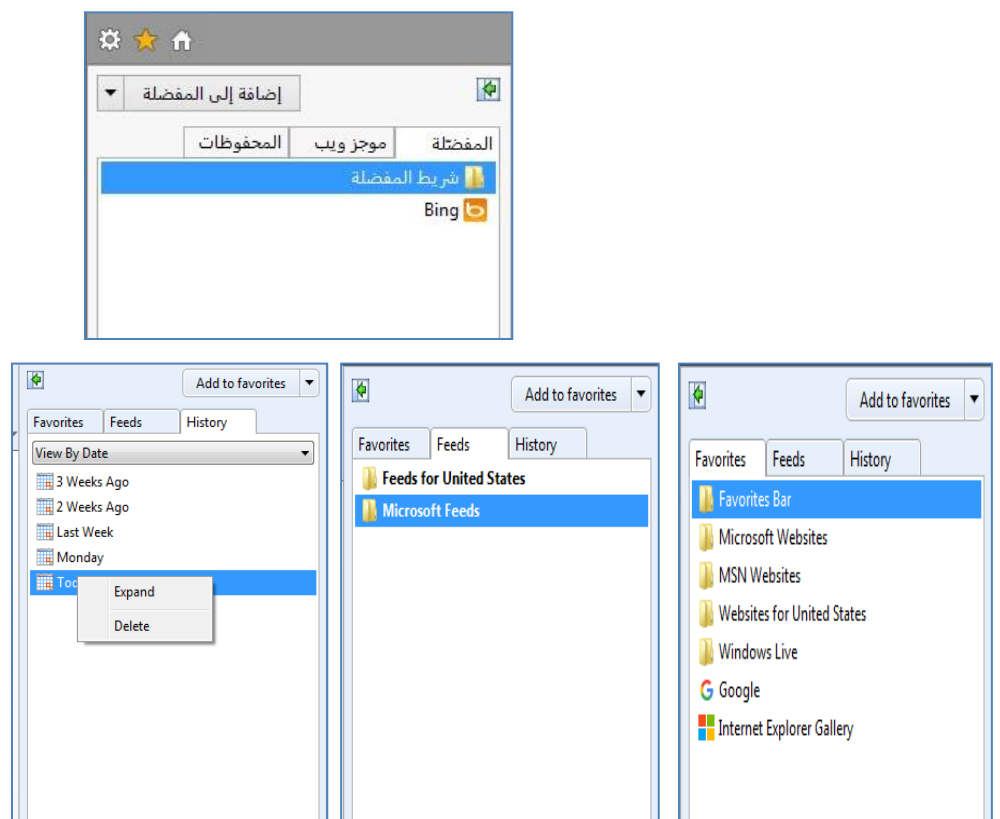 إضافة إلى المفضلة
المفضلة موجز ويب المحفوظات
شريط المفضلة
Bing
Add to favorites
Favorites Feeds History
View By Date
3 Weeks Ago
2 Weeks Ago
Last Week
Monday
Expand
Delete
Add to favorites
Favorites Feeds History
Feeds for United States
Microsoft Feeds
Add to favorites
Favorites Feeds History
Favorites Bar
Microsoft Websites
MSN Websites
Websites for United States
Windows Live
Google
Internet Explorer Gallery